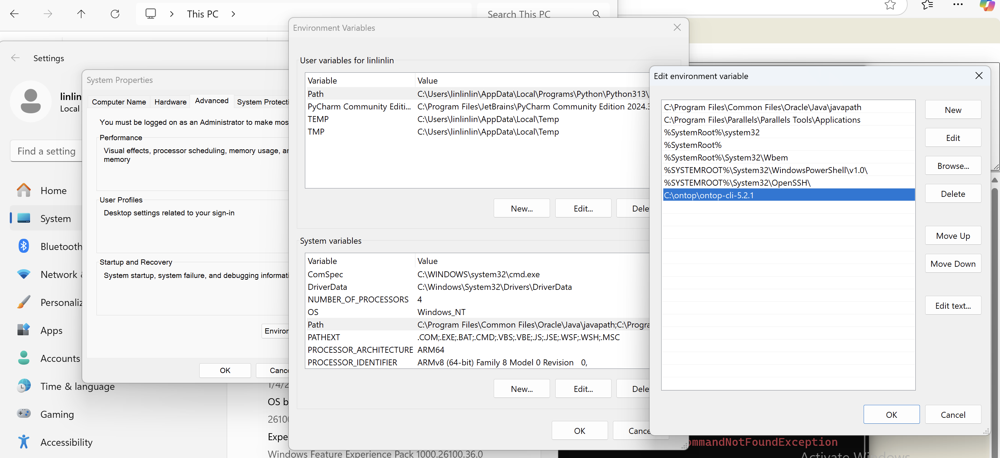 This PC
Search This PC
Settings
linlin
Local
Find a setting
Home
System
Bluetooth
Network &
Personaliz
Apps
Accounts
Time & language
Gaming
Accessibility
System Properties
Computer Name
Hardware
Advanced
System Protecti
You must be logged on as an Administrator to make mos
Performance
Visual effects, processor scheduling, memory usage, an
memory
User Profiles
Desktop settings related to your sign-in
Startup and Recovery
System startup, system failure, and debugging informati
Environ
OK
Cance
1/4/2
OS b
26100
Expe
Windows Feature Experience Pack 1000.26100.36.0
Environment Variables
User variables for linlinlin
Variable Value
Path C:\Users\linlinlin\AppData\Local\Programs\Python\Python313\
PyCharm Community Editi... C:\Program Files\JetBrains\PyCharm Community Edition 2024.3
TEMP C:\Users\linlinlin\AppData\Local\Temp
TMP C:\Users\linlinlin\AppData\Local\Temp
New...
Edit...
Dele
System variables
Variable Value
ComSpec C:\WINDOWS\system32\cmd.exe
DriverData C:\Windows\System32\Drivers\DriverData
NUMBER_OF_PROCESSORS 4
OS Windows_NT
Path C:\Program Files\Common Files\Oracle\Java\javapath;C:\Progra
PATHEXT .COM;.EXE;.BAT;.CMD;.VBS;.VBE;.JS;.JSE;.WSF;.WSH;.MSC
PROCESSOR_ARCHITECTURE ARM64
PROCESSOR_IDENTIFIER ARMv8 (64-bit) Family 8 Model 0 Revision 0,
New...
Edit...
Dele
OK
Cance
Edit environment variable
C:\Program Files\Common Files\Oracle\Java\javapath
C:\Program Files\Parallels\Parallels Tools\Applications
%SystemRoot%\system32
%SystemRoot%
%SystemRoot%\System32\Wbem
%SYSTEMROOT%\System32\WindowsPowerShell\v1.0\
%SYSTEMROOT%\System32\OpenSSH\
C:\ontop\ontop-cli-5.2.1
New
Edit
Browse...
Delete
Move Up
Move Down
Edit text...
OK
Cancel
ommandNotFoundException
Activate Windows